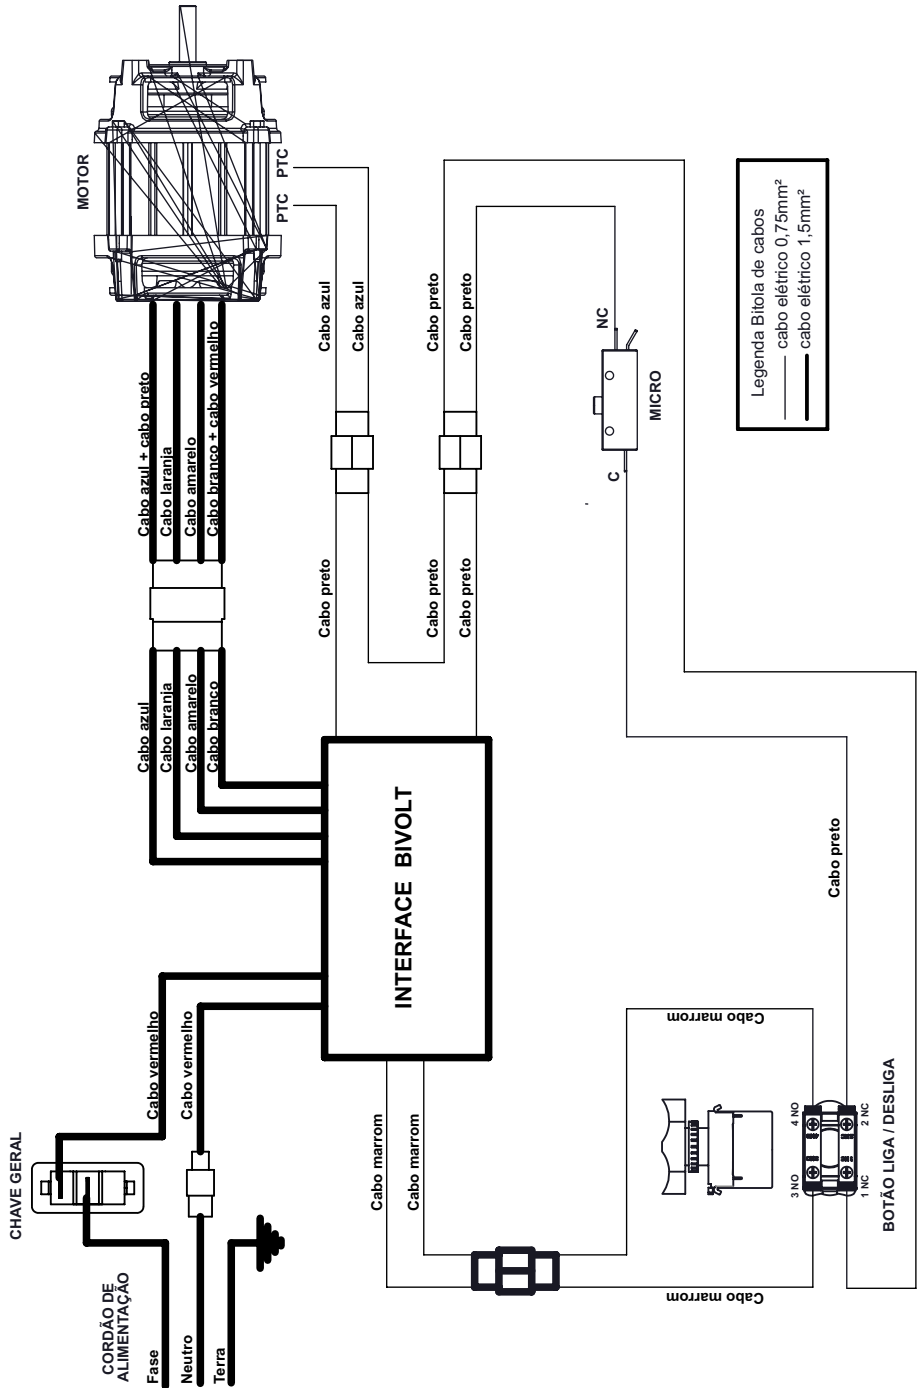 MOTOR
PTC
PTC
Cabo azul + cabo preto
Cabo laranja
Cabo amarelo
Cabo branco + cabo vermelho
Cabo azul
Cabo azul
Cabo preto
Cabo preto
NC
MICRO
C
Legenda Bitola de cabos
cabo elétrico 0,75mm²
cabo elétrico 1,5mm²
Cabo azul
Cabo laranja
Cabo amarelo
Cabo branco
Cabo preto
Cabo preto
Cabo preto
INTERFACE BIVOLT
Cabo preto
CHAVE GERAL
Cabo vermelho
Cabo vermelho
Cabo marrom
Cabo marrom
Cabo marrom
Cabo marrom
4 NO
2 NC
3 NO
1 NC
BOTÃO LIGA / DESLIGA
CORDÃO DE
ALIMENTAÇÃO
Fase
Neutro
Terra